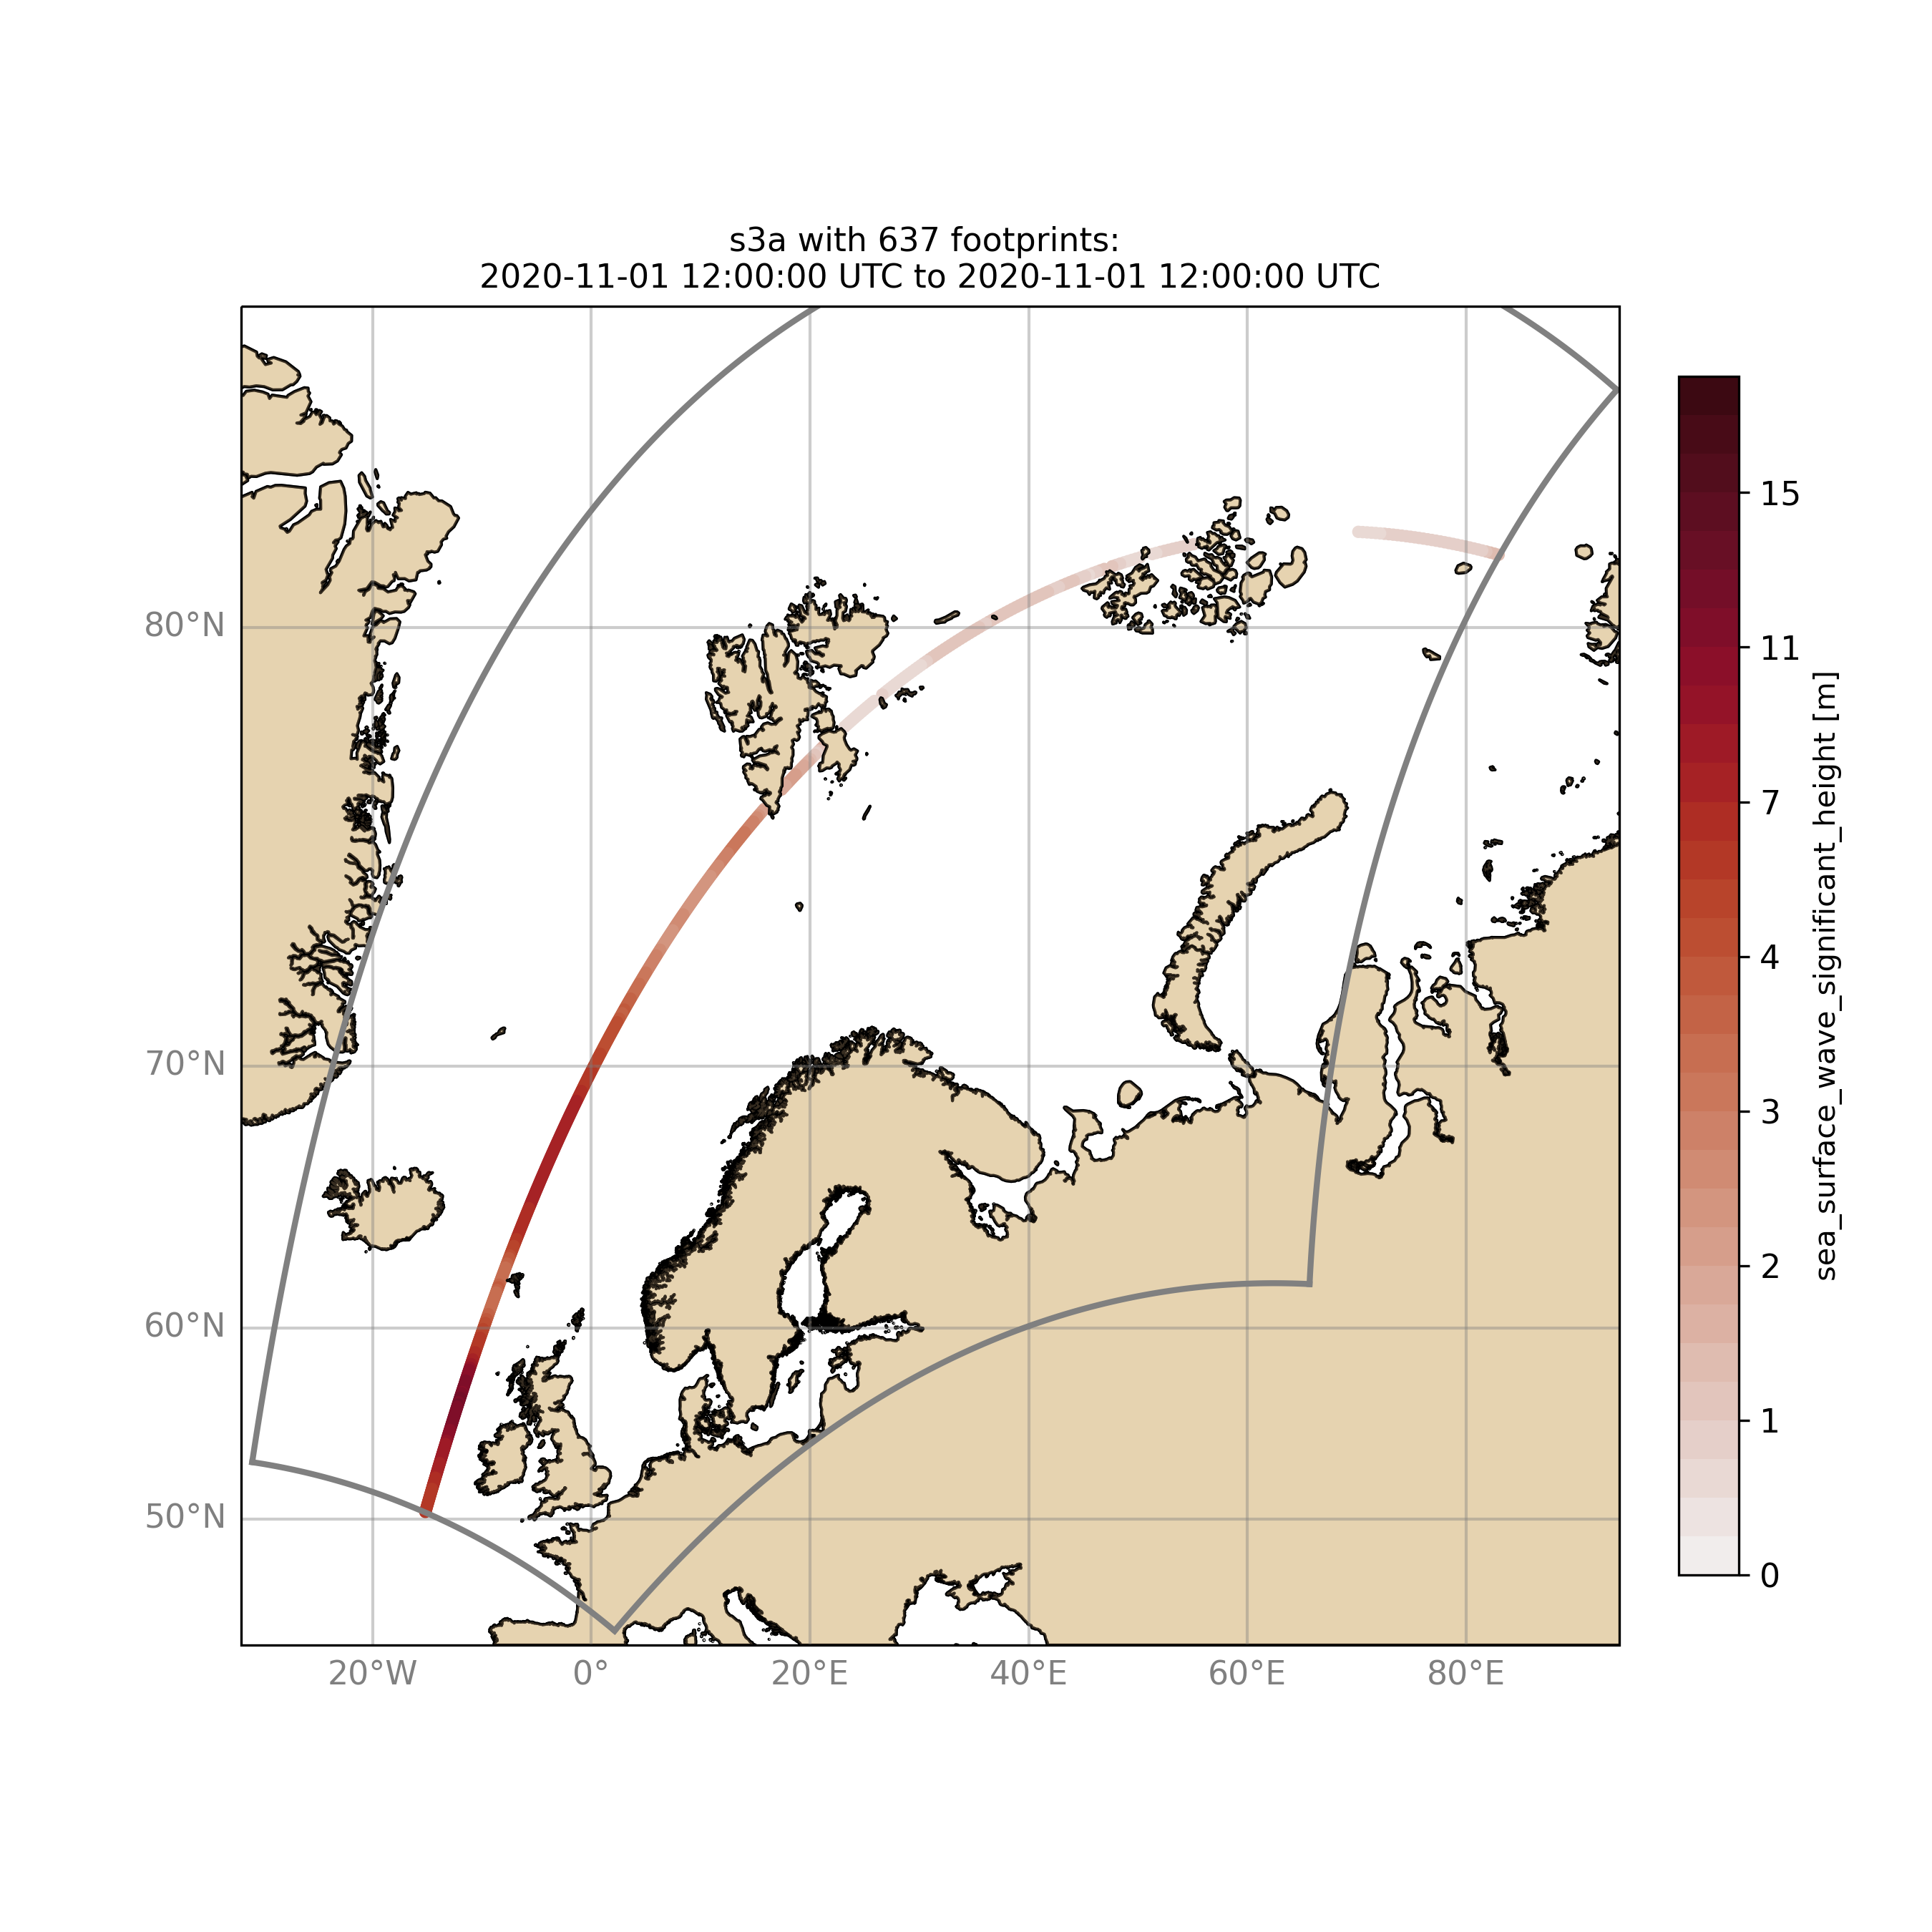 s3a with 637 footprints:
2020-11-01 12:00:00 UTC to 2020-11-01 12:00:00 UTC
80°N
70°N
60°N
50°N
20°W
0°
20°E
40°E
60°E
80°E
15
11
7
4
3
2
1
0
sea_surface_wave_significant_height [m]